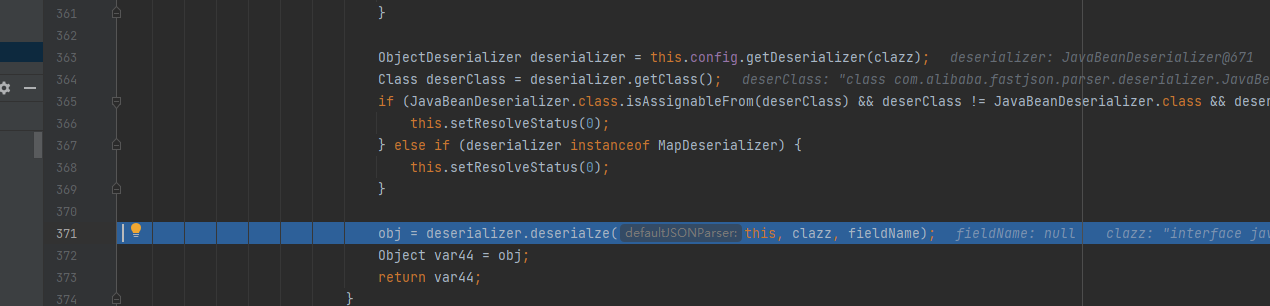 361 }
362
363 ObjectDeserializer deserializer = this.config.getDeserializer(clazz); deserializer: JavaBeanDeserializer@671
364 Class deserClass = deserializer.getClass(); deserClass: "class com.alibaba.fastjson.parser.deserializer.JavaBe
365 if (JavaBeanDeserializer.class.isAssignableFrom(deserClass) && deserClass != JavaBeanDeserializer.class && deser
366 this.setResolveStatus(0);
367 } else if (deserializer instanceof MapDeserializer) {
368 this.setResolveStatus(0);
369 }
370
371 obj = deserializer.deserialze( defaultJSONParser: this, clazz, fieldName); fieldName: null clazz: "interface jav
372 Object var44 = obj;
373 return var44;
374 }